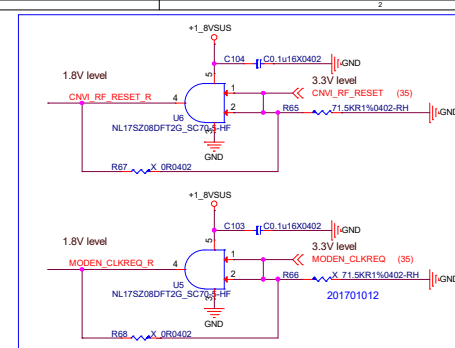 2
+1_8VSUS
C104 C0.1u16X0402
GND
1.8V level
3.3V level
5
CNVI_RF_RESET_R 4
1 CNVI_RF_RESET (35)
2 R65 71.5KR1%0402-RH
GND
U6
NL17SZ08DFT2G_SC70-5-HF
3
GND
R67 X_0R0402
+1_8VSUS
C103 C0.1u16X0402
GND
1.8V level
3.3V level
5
MODEN_CLKREQ_R 4
1 MODEN_CLKREQ (35)
2 R66 X_71.5KR1%0402-RH
GND
U5
NL17SZ08DFT2G_SC70-5-HF
201701012
3
GND
R68 X_0R0402